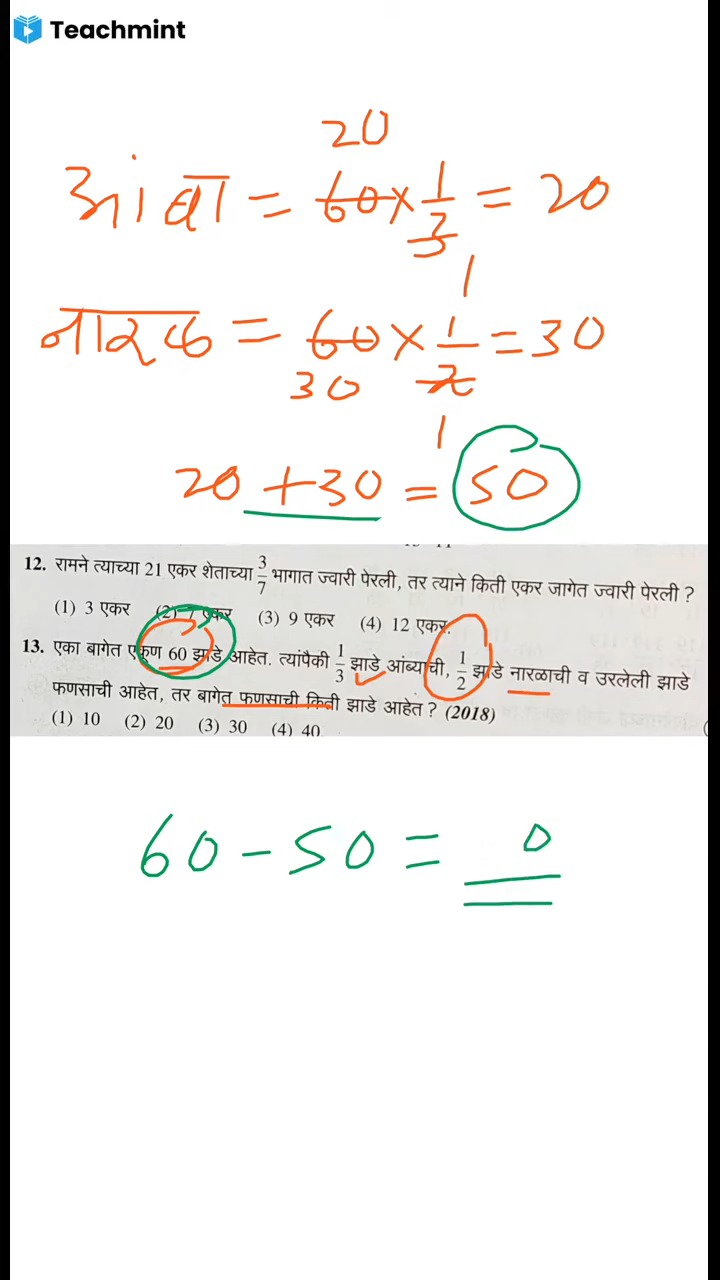 Teachmint
20
आंबा = 60 × 1/3 = 20
1
नारळ = 60 × 1/2 = 30
30
1
20 + 30 = 50
12. रामने त्याच्या 21 एकर शेताच्या 3/7 भागात ज्वारी पेरली, तर त्याने किती एकर जागेत ज्वारी पेरली ?
(1) 3 एकर (2) 7 एकर (3) 9 एकर (4) 12 एकर.
13. एका बागेत एकूण 60 झाडे आहेत. त्यांपैकी 1/3 झाडे आंब्याची, 1/2 झाडे नारळाची व उरलेली झाडे
फणसाची आहेत, तर बागेत फणसाची किती झाडे आहेत ? (2018)
(1) 10 (2) 20 (3) 30 (4) 40
60 - 50 = 0